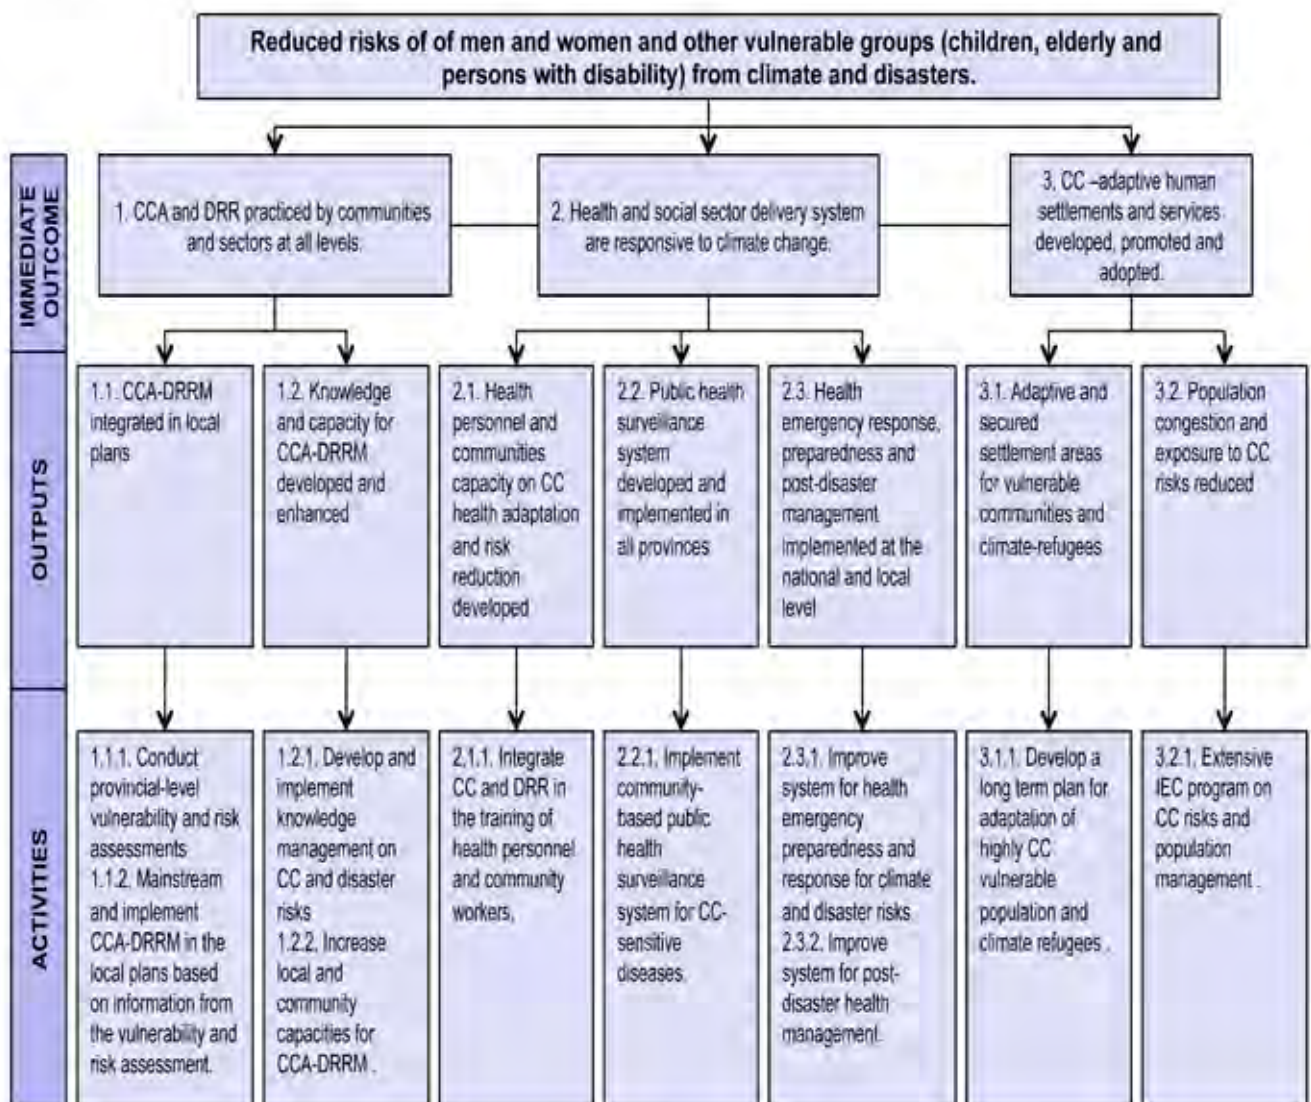 Reduced risks of of men and women and other vulnerable groups (children, elderly and
persons with disability) from climate and disasters.
IMMEDIATE
OUTCOME
1. CCA and DRR practiced by communities
and sectors at all levels.
2. Health and social sector delivery system
are responsive to climate change.
3. CC –adaptive human
settlements and services
developed, promoted and
adopted.
OUTPUTS
1.1. CCA-DRRM
integrated in local
plans
1.2. Knowledge
and capacity for
CCA-DRRM
developed and
enhanced
2.1. Health
personnel and
communities
capacity on CC
health adaptation
and risk
reduction
developed
2.2. Public health
surveillance
system
developed and
implemented in
all provinces
2.3. Health
emergency response,
preparedness and
post-disaster
management
implemented at the
national and local
level
3.1. Adaptive and
secured
settlement areas
for vulnerable
communities and
climate-refugees
3.2. Population
congestion and
exposure to CC
risks reduced
ACTIVITIES
1.1.1. Conduct
provincial-level
vulnerability and risk
assessments
1.1.2. Mainstream
and implement
CCA-DRRM in the
local plans based
on information from
the vulnerability and
risk assessment.
1.2.1. Develop and
implement
knowledge
management on
CC and disaster
risks
1.2.2. Increase
local and
community
capacities for
CCA-DRRM .
2.1.1. Integrate
CC and DRR in
the training of
health personnel
and community
workers.
2.2.1. Implement
community-
based public
health
surveillance
system for CC-
sensitive
diseases.
2.3.1. Improve
system for health
emergency
preparedness and
response for climate
and disaster risks
2.3.2. Improve
system for post-
disaster health
management.
3.1.1. Develop a
long term plan for
adaptation of
highly CC
vulnerable
population and
climate refugees .
3.2.1. Extensive
IEC program on
CC risks and
population
management .